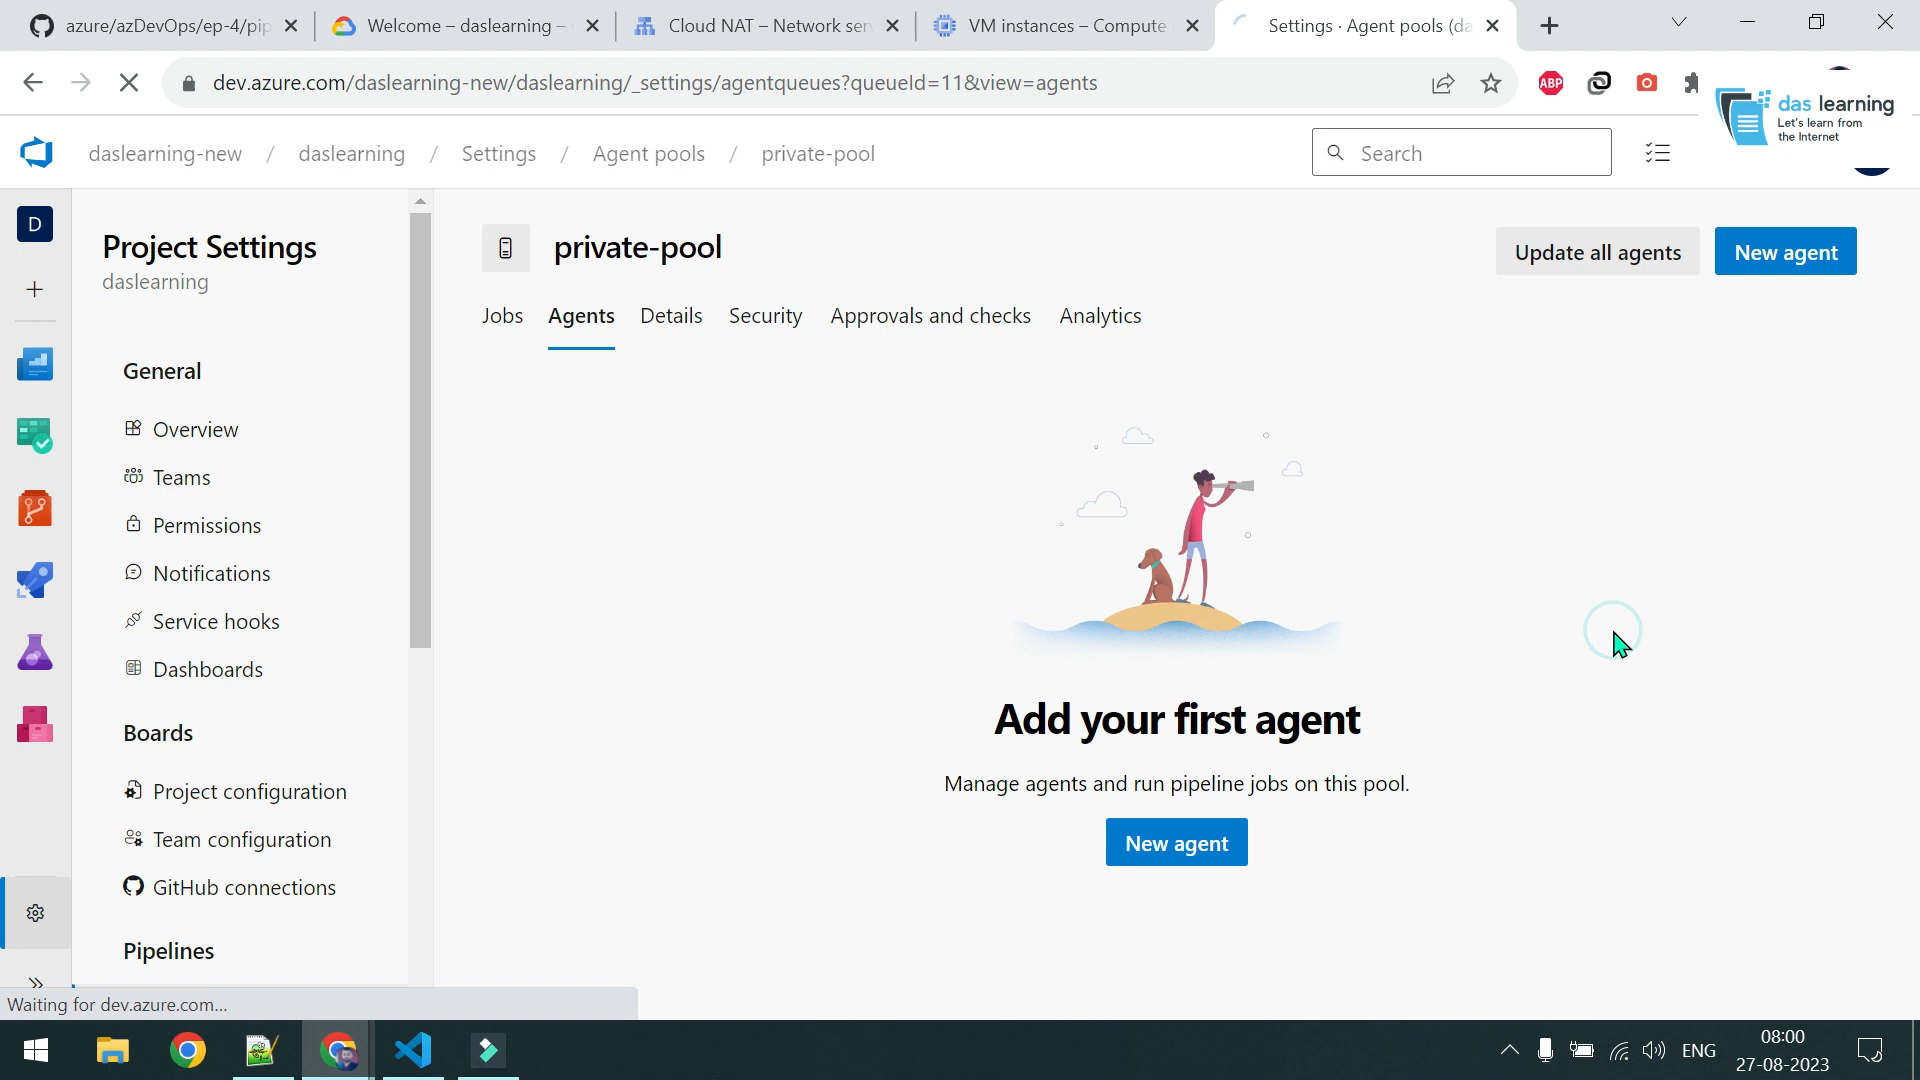 azure/azDevOps/ep-4/pip
Welcome – daslearning –
Cloud NAT – Network ser
VM instances – Compute
Settings · Agent pools (da
dev.azure.com/daslearning-new/daslearning/_settings/agentqueues?queueId=11&view=agents
ABP
das learning
Let's learn from
the Internet
daslearning-new / daslearning / Settings / Agent pools / private-pool
Search
D
Project Settings
daslearning
private-pool
Update all agents
New agent
Jobs
Agents
Details
Security
Approvals and checks
Analytics
General
Overview
Teams
Permissions
Notifications
Service hooks
Dashboards
Boards
Project configuration
Team configuration
GitHub connections
Pipelines
Add your first agent
Manage agents and run pipeline jobs on this pool.
New agent
Waiting for dev.azure.com...
ENG
08:00
27-08-2023